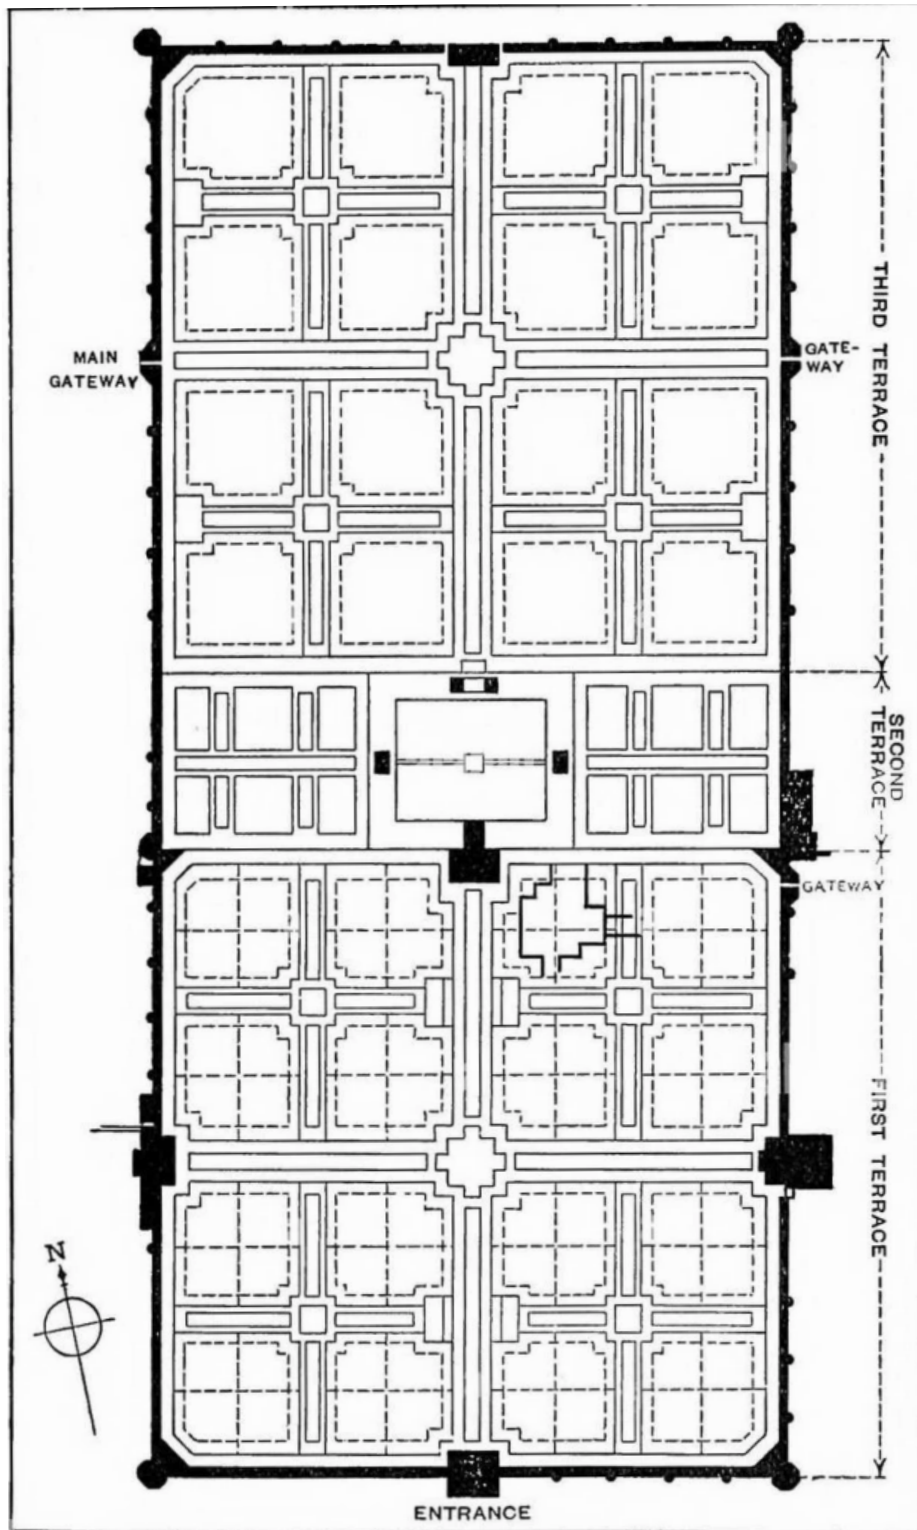 THIRD TERRACE
MAIN
GATEWAY
GATE-
WAY
SECOND
TERRACE
GATEWAY
FIRST TERRACE
N
ENTRANCE